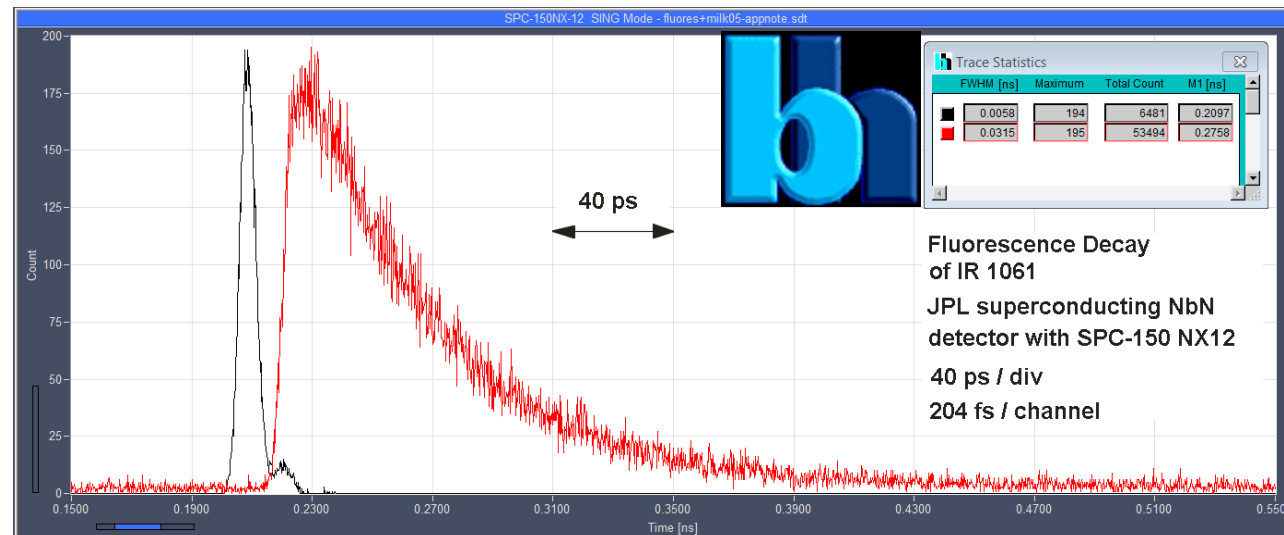 SPC-150NX-12 SING Mode - fluores+milk05-appnote.sdt
bh
Trace Statistics
FWHM [ns] Maximum Total Count M1 [ns]
0.0058 194 6481 0.2097
0.0315 195 53494 0.2758
200
175
150
125
100
75
50
25
0
Count
40 ps
Fluorescence Decay
of IR 1061
JPL superconducting NbN
detector with SPC-150 NX12
40 ps / div
204 fs / channel
0.1500 0.1900 0.2300 0.2700 0.3100 0.3500 0.3900 0.4300 0.4700 0.5100 0.550
Time [ns]